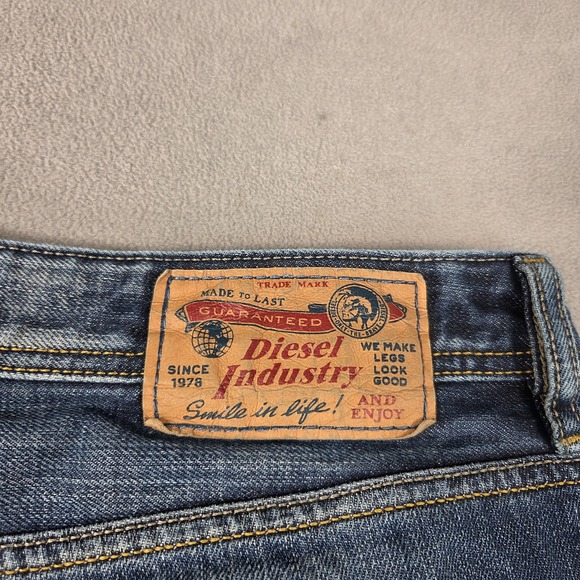 TRADE MARK
MADE TO LAST
GUARANTEED
Diesel
Industry
SINCE
1978
WE MAKE
LEGS
LOOK
GOOD
Smile in life!
AND
ENJOY